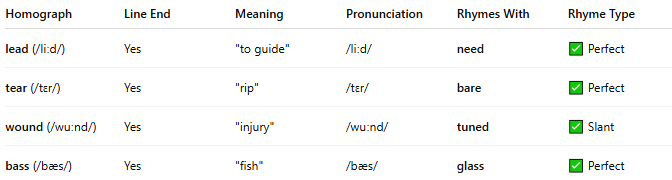 Homograph Line End Meaning Pronunciation Rhymes With Rhyme Type
lead (/liːd/) Yes "to guide" /liːd/ need ✅ Perfect
tear (/tɛr/) Yes "rip" /tɛr/ bare ✅ Perfect
wound (/wuːnd/) Yes "injury" /wuːnd/ tuned ✅ Slant
bass (/bæs/) Yes "fish" /bæs/ glass ✅ Perfect